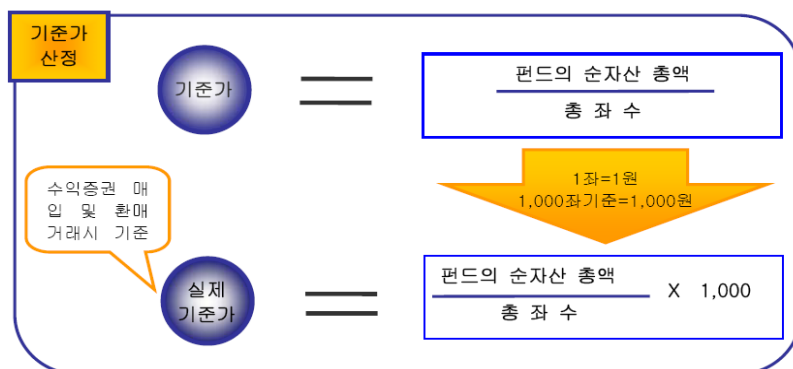 기준가
산정
기준가
펀드의 순자산 총액
총 좌 수
1좌=1원
1,000좌기준=1,000원
수익증권 매
입 및 환매
거래시 기준
실제
기준가
펀드의 순자산 총액
총 좌 수
X 1,000